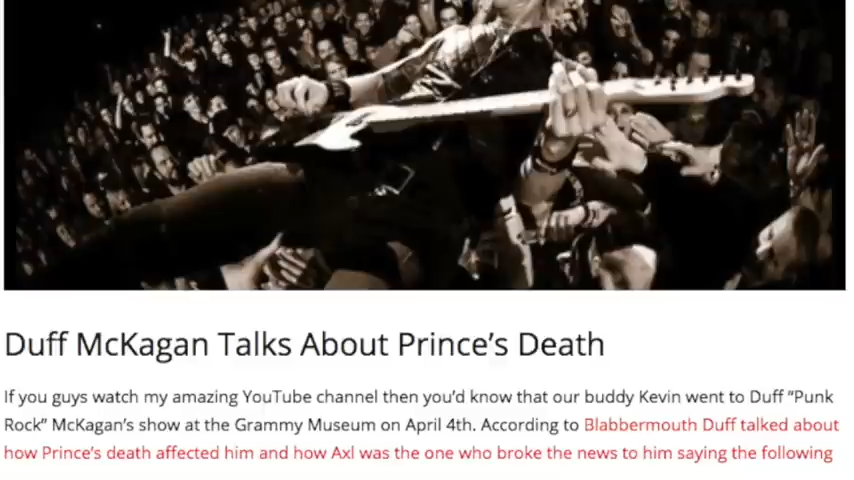 Duff McKagan Talks About Prince’s Death
If you guys watch my amazing YouTube channel then you’d know that our buddy Kevin went to Duff “Punk
Rock” McKagan’s show at the Grammy Museum on April 4th. According to Blabbermouth Duff talked about
how Prince’s death affected him and how Axl was the one who broke the news to him saying the following